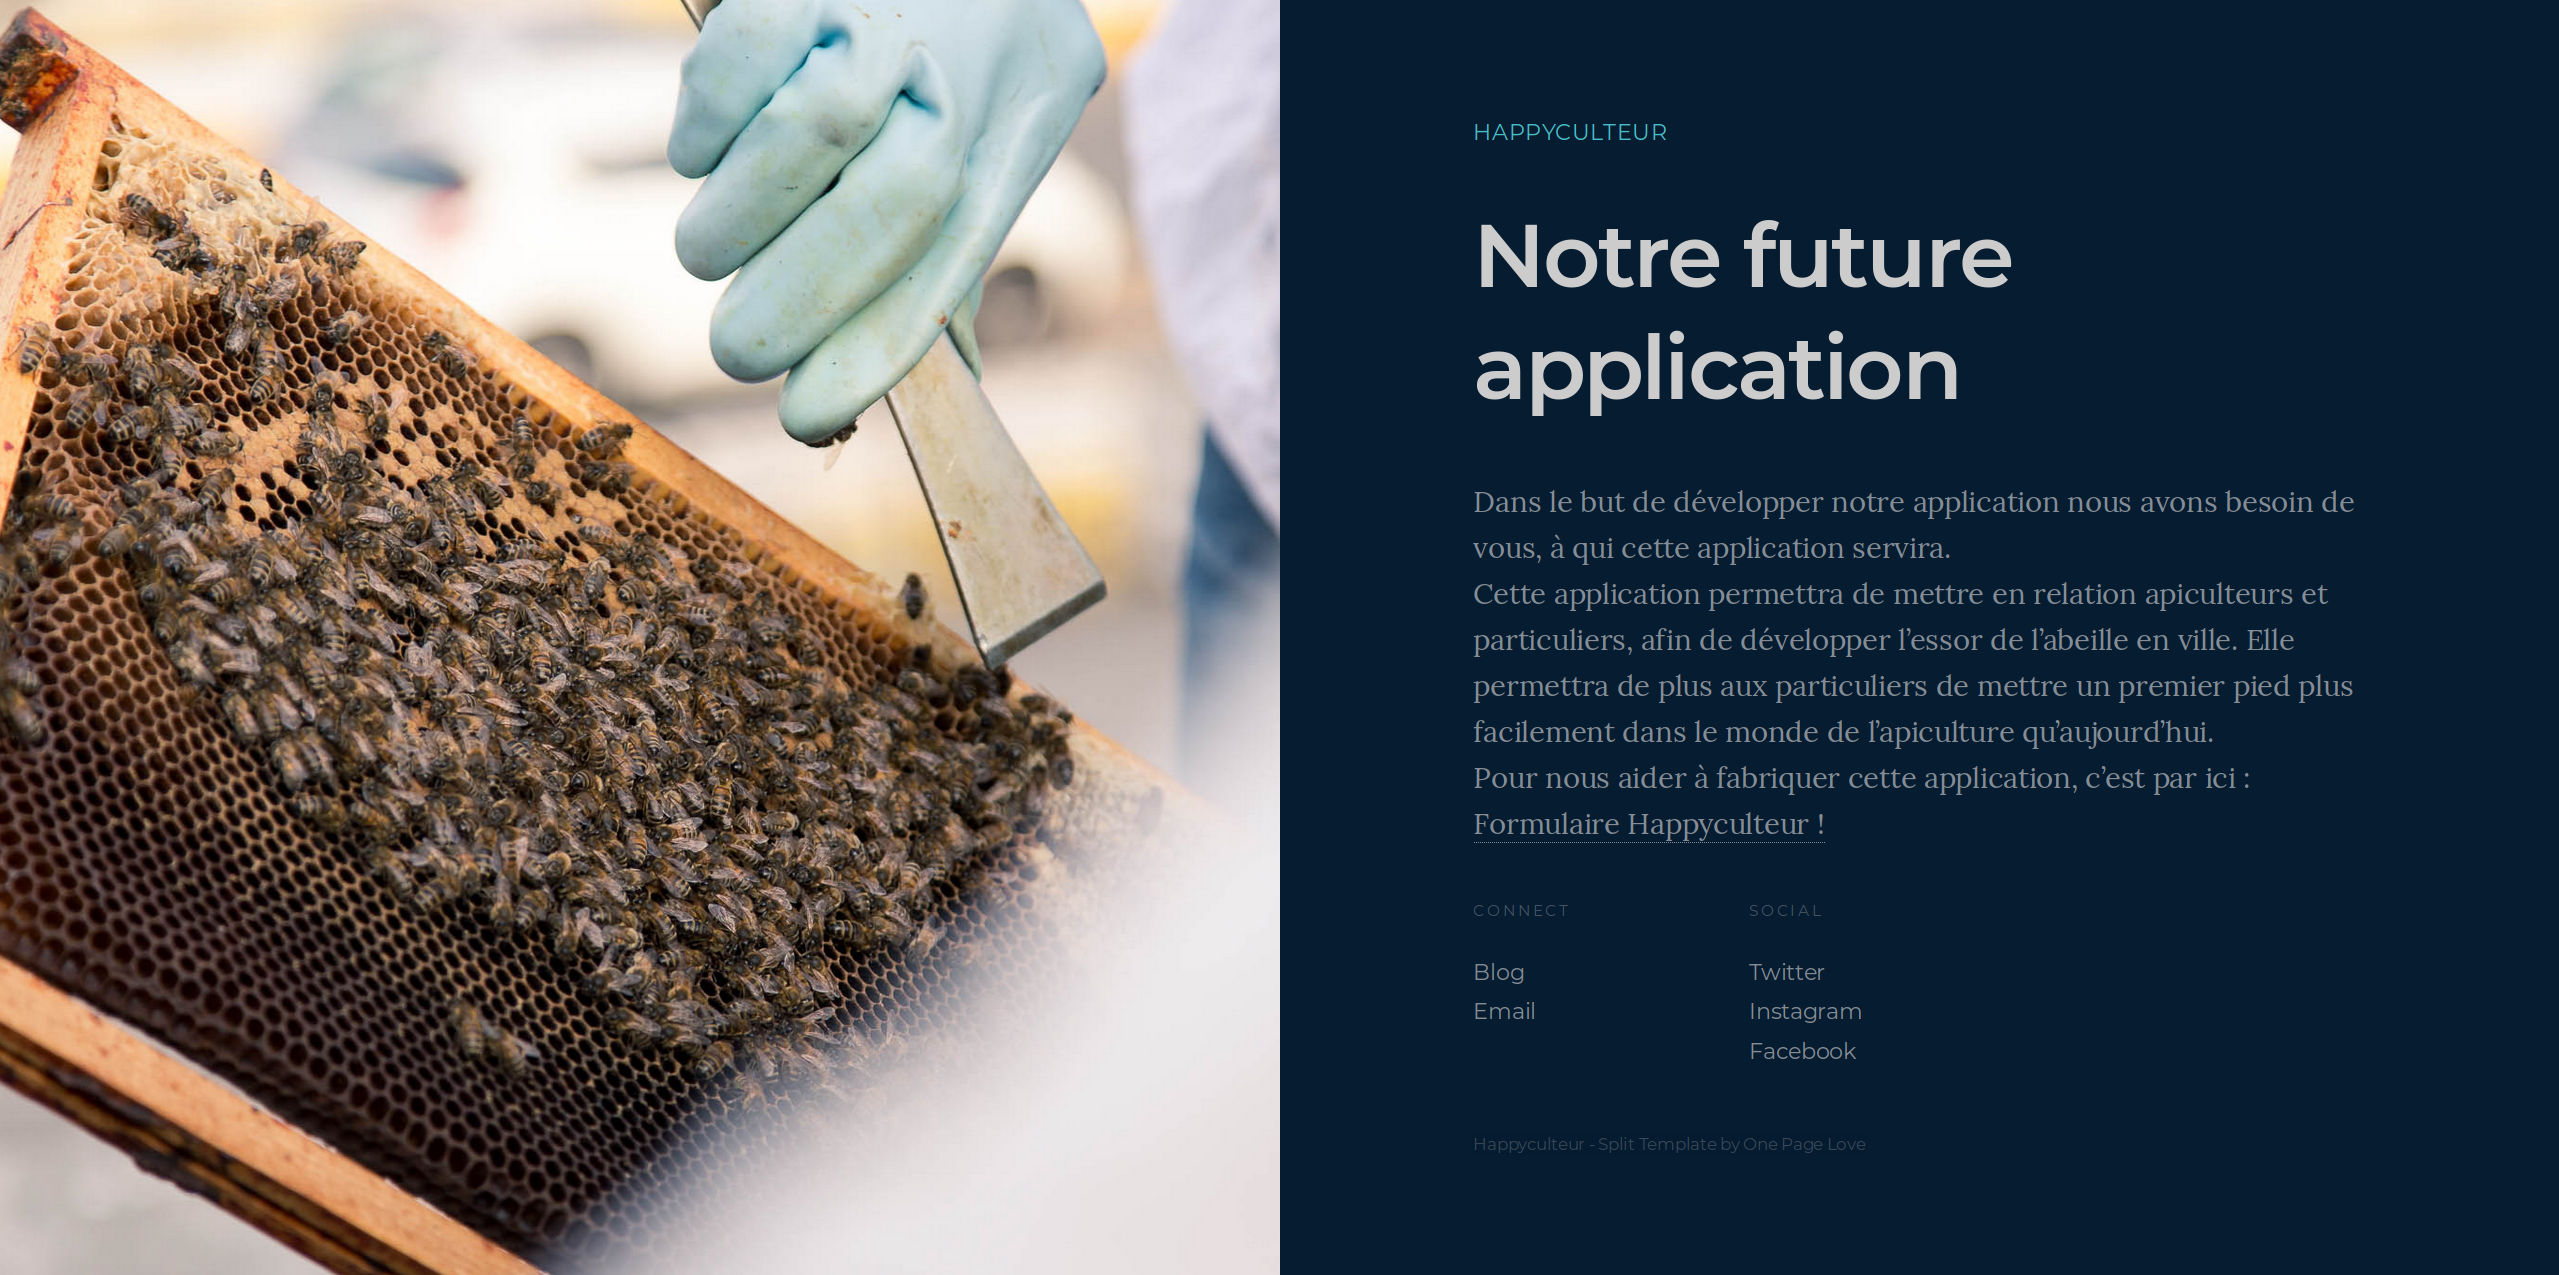 HAPPYCULTEUR
Notre future
application
Dans le but de développer notre application nous avons besoin de
vous, à qui cette application servira.
Cette application permettra de mettre en relation apiculteurs et
particuliers, afin de développer l’essor de l’abeille en ville. Elle
permettra de plus aux particuliers de mettre un premier pied plus
facilement dans le monde de l’apiculture qu’aujourd’hui.
Pour nous aider à fabriquer cette application, c’est par ici :
Formulaire Happyculteur !
CONNECT
Blog
Email
SOCIAL
Twitter
Instagram
Facebook
Happyculteur - Split Template by One Page Love